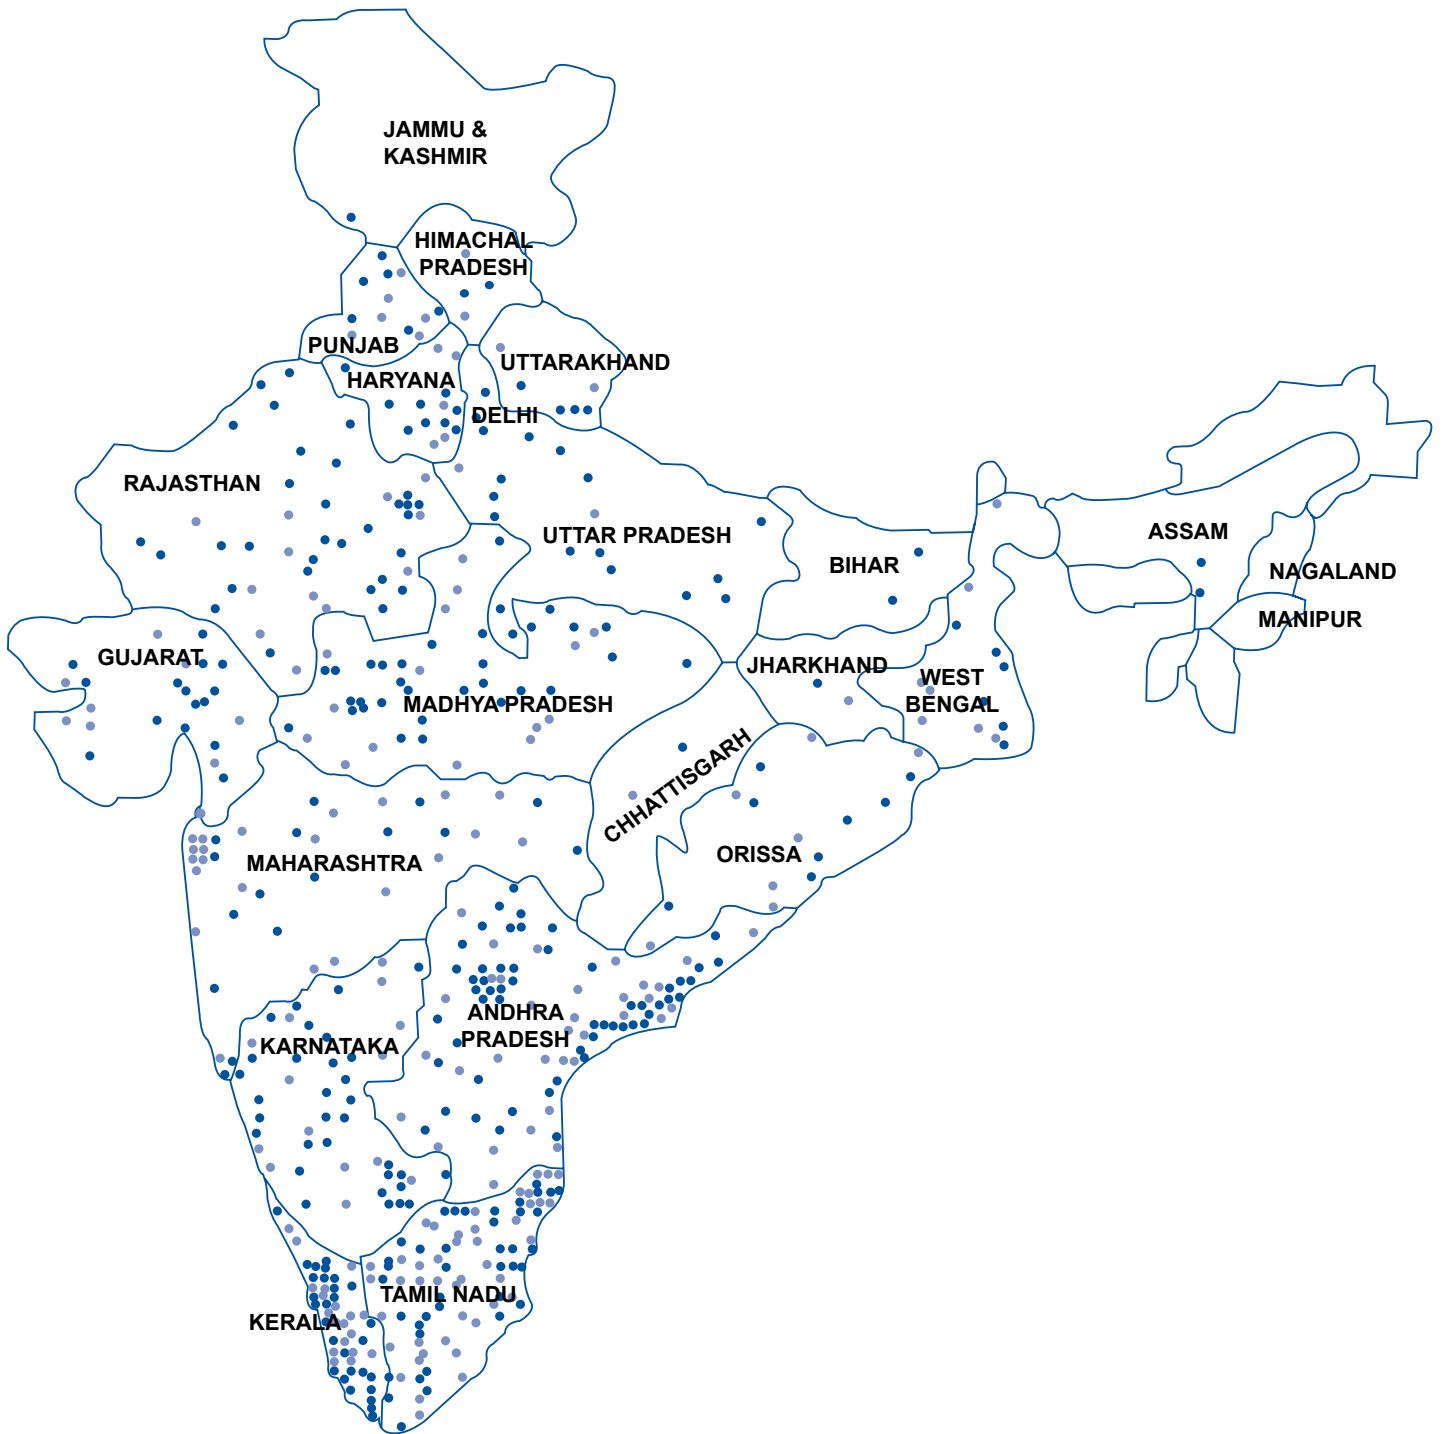 JAMMU &
KASHMIR
HIMACHAL
PRADESH
PUNJAB
UTTARAKHAND
HARYANA
DELHI
RAJASTHAN
UTTAR PRADESH
ASSAM
BIHAR
NAGALAND
MANIPUR
GUJARAT
JHARKHAND
WEST
BENGAL
MADHYA PRADESH
CHHATTISGARH
ORISSA
MAHARASHTRA
ANDHRA
PRADESH
KARNATAKA
TAMIL NADU
KERALA